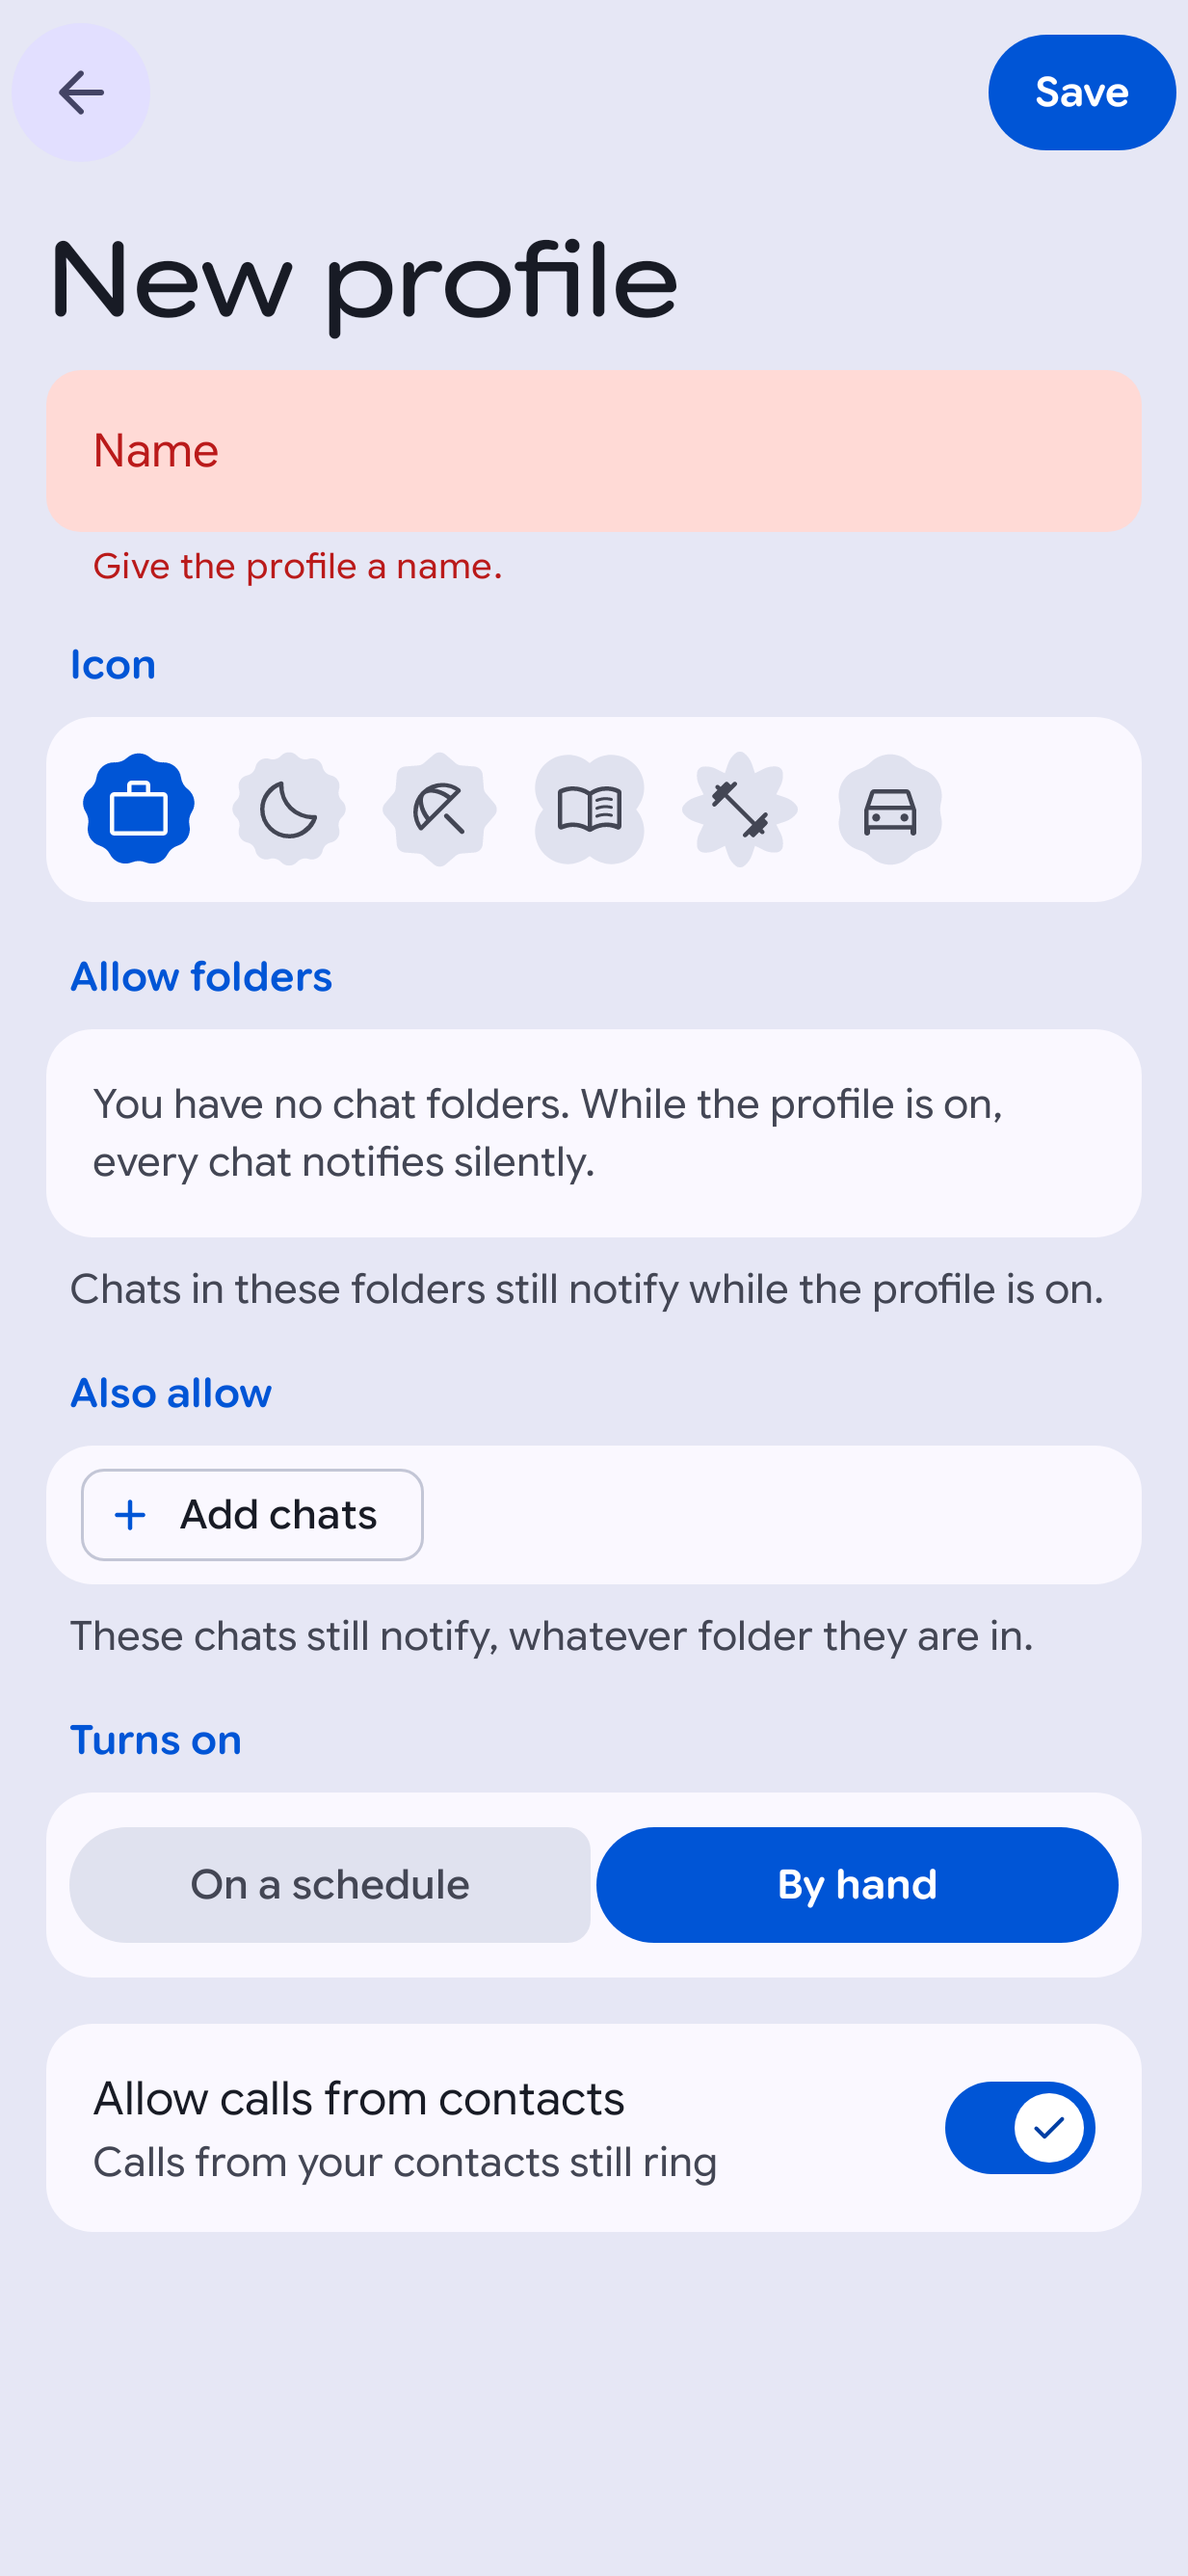 Save
New profile
Name
Give the profile a name.
Icon
Allow folders
You have no chat folders. While the profile is on,
every chat notifies silently.
Chats in these folders still notify while the profile is on.
Also allow
Add chats
These chats still notify, whatever folder they are in.
Turns on
On a schedule
By hand
Allow calls from contacts
Calls from your contacts still ring